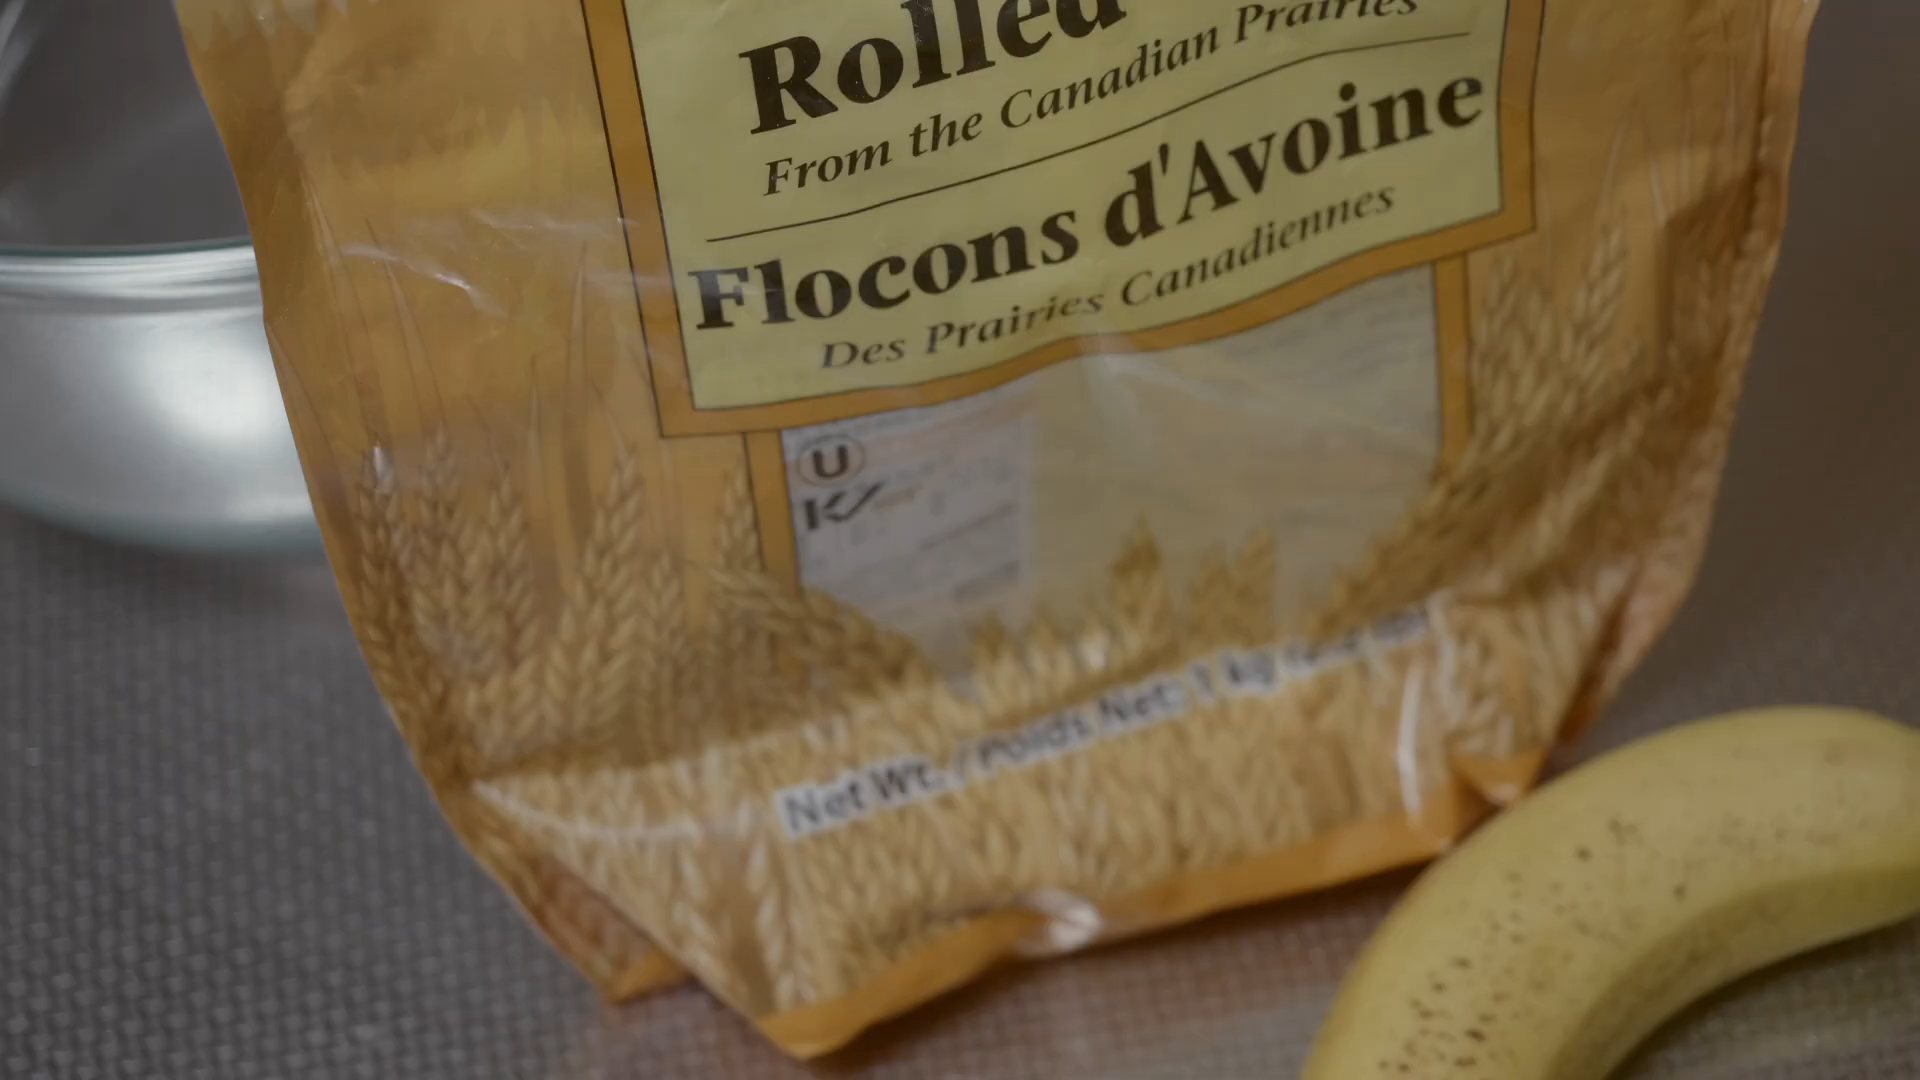 Rolled
From the Canadian Prairies
Flocons d'Avoine
Des Prairies Canadiennes
U
K
Net Wt. / Poids Net: 1 kg